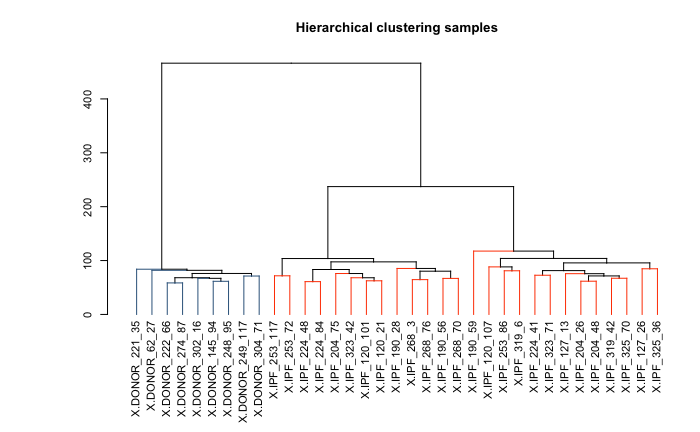 Hierarchical clustering samples
400
300
200
100
0
X.DONOR_221_35
X.DONOR_62_27
X.DONOR_222_66
X.DONOR_274_87
X.DONOR_302_16
X.DONOR_145_94
X.DONOR_248_95
X.DONOR_249_117
X.DONOR_304_71
X.IPF_253_117
X.IPF_253_72
X.IPF_224_48
X.IPF_224_84
X.IPF_204_75
X.IPF_323_42
X.IPF_120_101
X.IPF_120_21
X.IPF_190_28
X.IPF_268_3
X.IPF_268_76
X.IPF_190_56
X.IPF_268_70
X.IPF_190_59
X.IPF_120_107
X.IPF_253_86
X.IPF_319_6
X.IPF_224_41
X.IPF_323_71
X.IPF_127_13
X.IPF_204_26
X.IPF_204_48
X.IPF_319_42
X.IPF_325_70
X.IPF_127_26
X.IPF_325_36